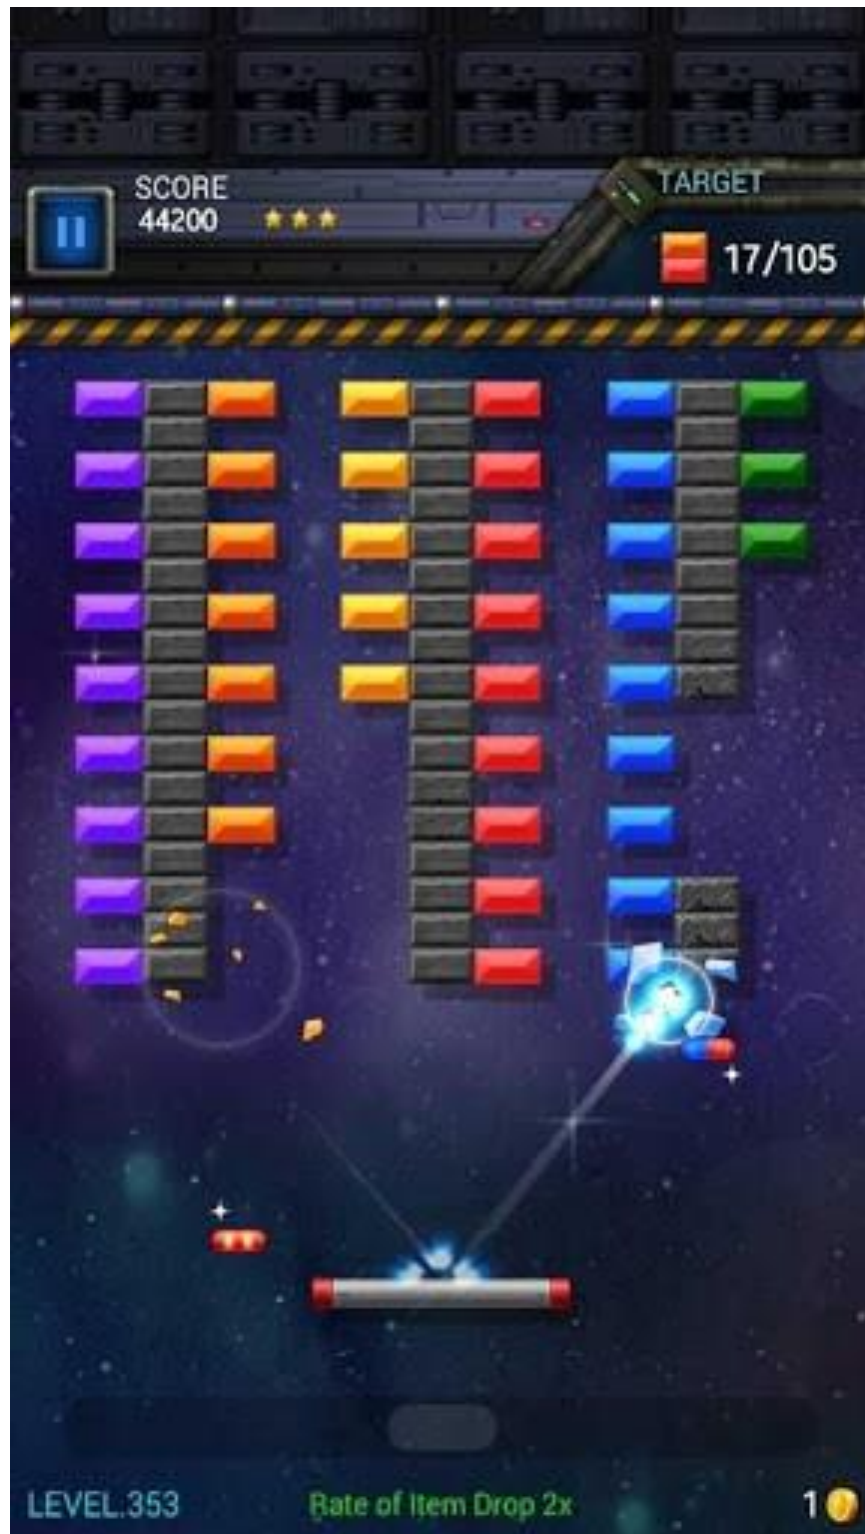 SCORE
44200
TARGET
17/105
LEVEL.353
Rate of Item Drop 2x
1